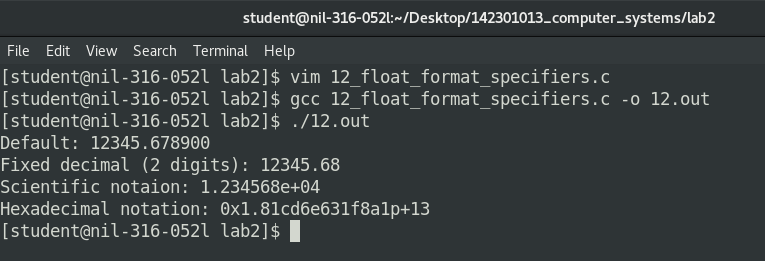 student@nil-316-052l:~/Desktop/142301013_computer_systems/lab2
File Edit View Search Terminal Help
[student@nil-316-052l lab2]$ vim 12_float_format_specifiers.c
[student@nil-316-052l lab2]$ gcc 12_float_format_specifiers.c -o 12.out
[student@nil-316-052l lab2]$ ./12.out
Default: 12345.678900
Fixed decimal (2 digits): 12345.68
Scientific notaion: 1.234568e+04
Hexadecimal notation: 0x1.81cd6e631f8a1p+13
[student@nil-316-052l lab2]$